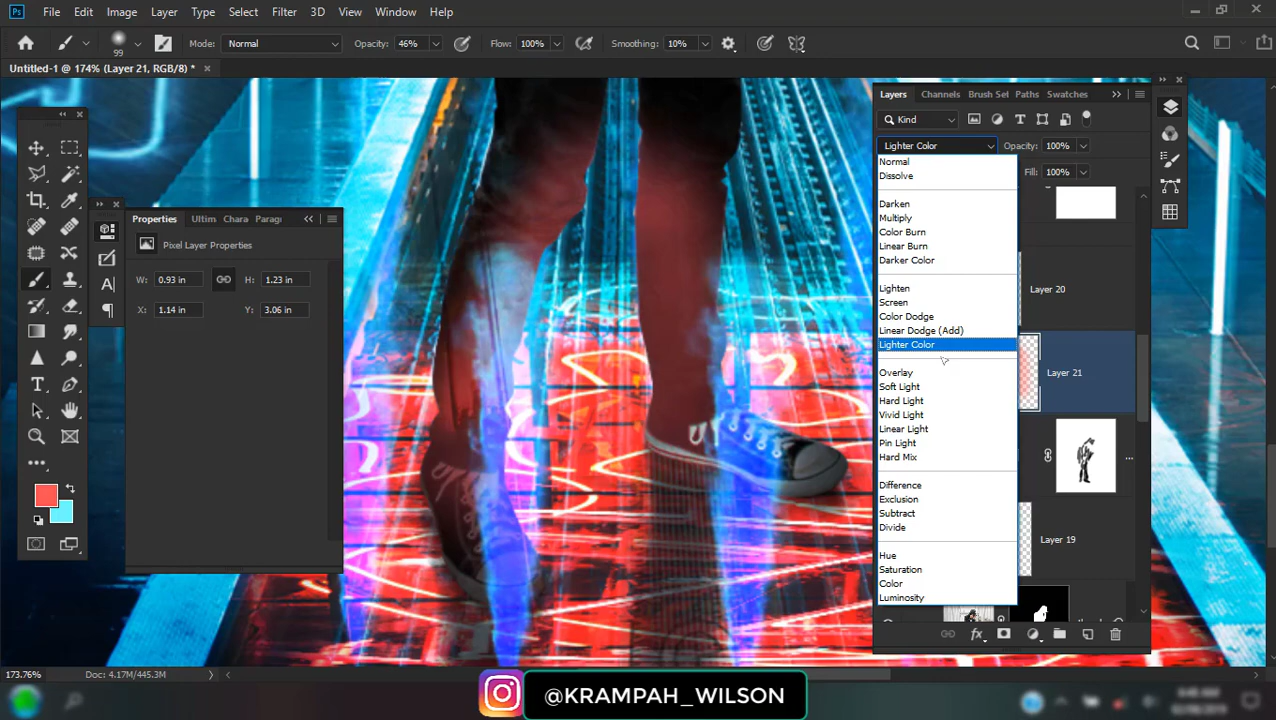 Ps File Edit Image Layer Type Select Filter 3D View Window Help
99 Mode: Normal Opacity: 46% Flow: 100% Smoothing: 10%
Untitled-1 @ 174% (Layer 21, RGB/8) * ×
Layers Channels Brush Sel Paths Swatches
Kind T
Lighter Color Opacity: 100%
Fill: 100%
Normal
Dissolve
Darken
Multiply
Color Burn
Linear Burn
Darker Color
Lighten
Screen
Color Dodge
Linear Dodge (Add)
Lighter Color
Overlay
Soft Light
Hard Light
Vivid Light
Linear Light
Pin Light
Hard Mix
Difference
Exclusion
Subtract
Divide
Hue
Saturation
Color
Luminosity
Layer 20
Layer 21
Layer 19
fx
Properties Ultim Chara Paragi
Pixel Layer Properties
W: 0.93 in H: 1.23 in
X: 1.14 in Y: 3.06 in
173.76% Doc: 4.17M/445.3M
@KRAMPAH_WILSON